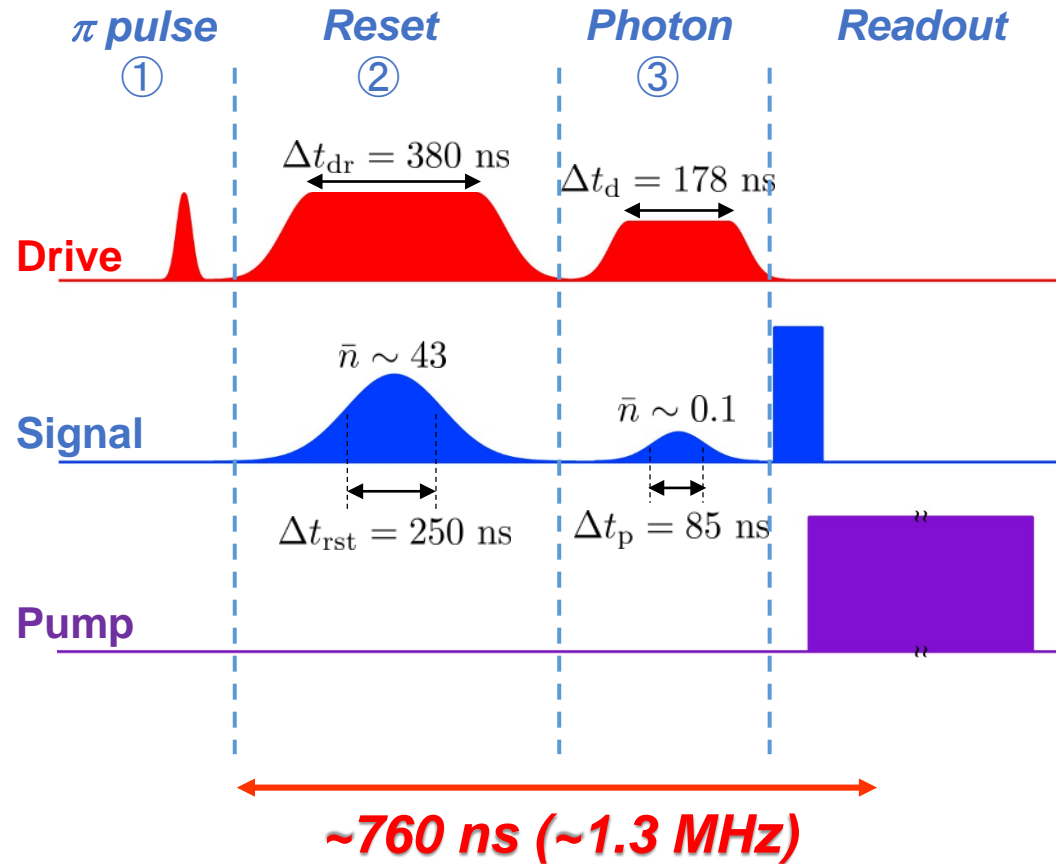 π pulse Reset Photon Readout
① ② ③
Δt_dr = 380 ns
Δt_d = 178 ns
Drive
n̄ ∼ 43
n̄ ∼ 0.1
Signal
Δt_rst = 250 ns
Δt_p = 85 ns
Pump
~760 ns (~1.3 MHz)